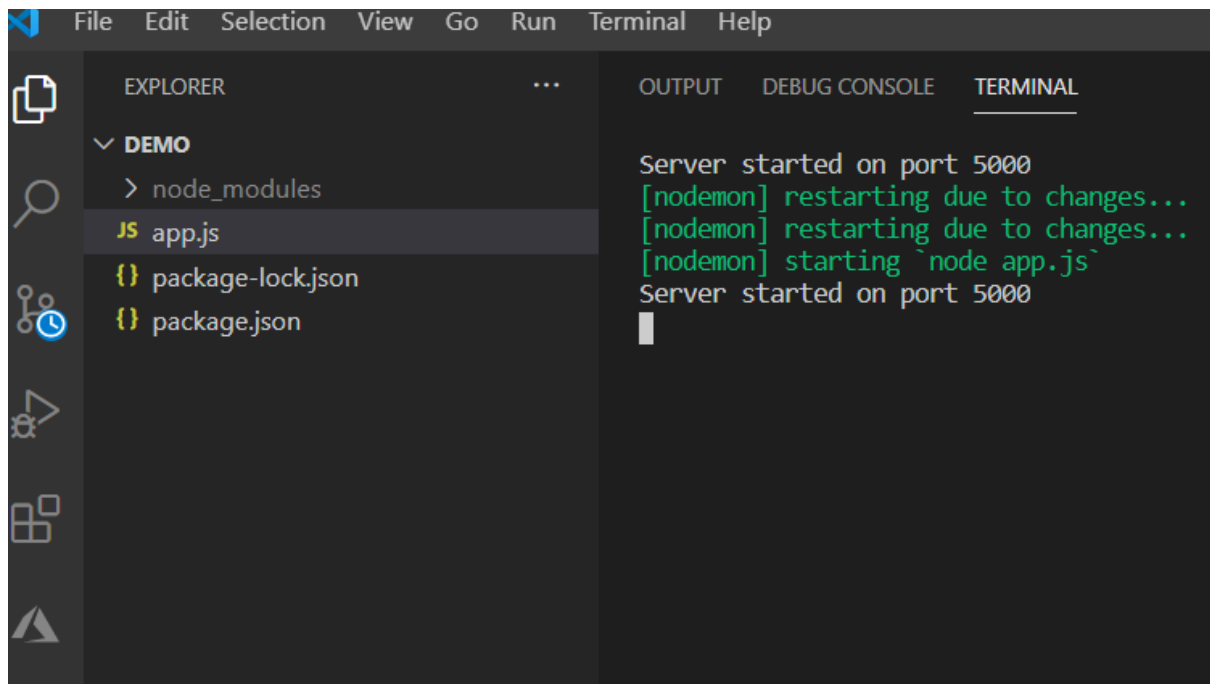 File Edit Selection View Go Run Terminal Help
EXPLORER ...
DEMO
node_modules
JS app.js
{} package-lock.json
{} package.json
OUTPUT DEBUG CONSOLE TERMINAL
Server started on port 5000
[nodemon] restarting due to changes...
[nodemon] restarting due to changes...
[nodemon] starting `node app.js`
Server started on port 5000